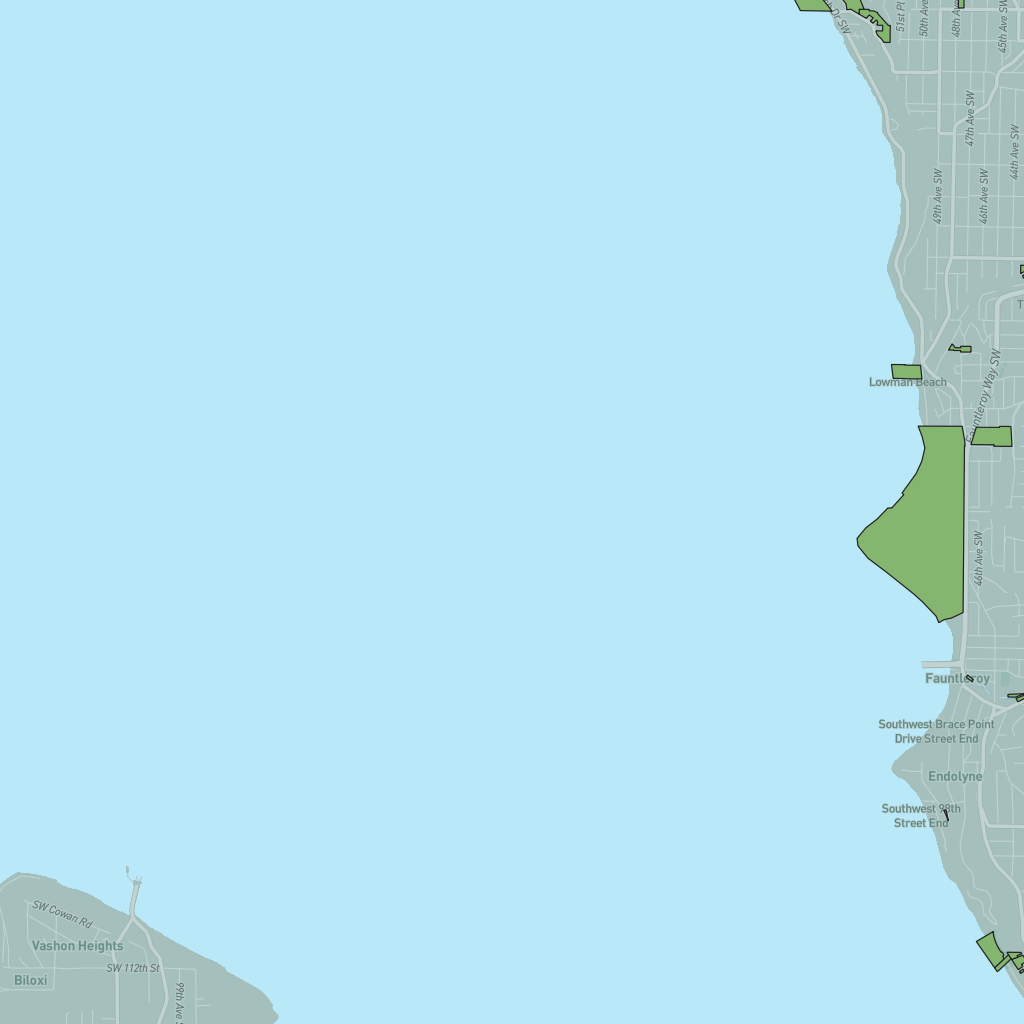 51st Pl
50th Ave
48th Ave
45th Ave SW
Dr SW
47th Ave SW
44th Ave SW
49th Ave SW
46th Ave SW
Fauntleroy Way SW
Lowman Beach
46th Ave SW
Fauntleroy
Southwest Brace Point
Drive Street End
Endolyne
Southwest 98th
Street End
SW Cowan Rd
Vashon Heights
SW 112th St
Biloxi
99th Ave